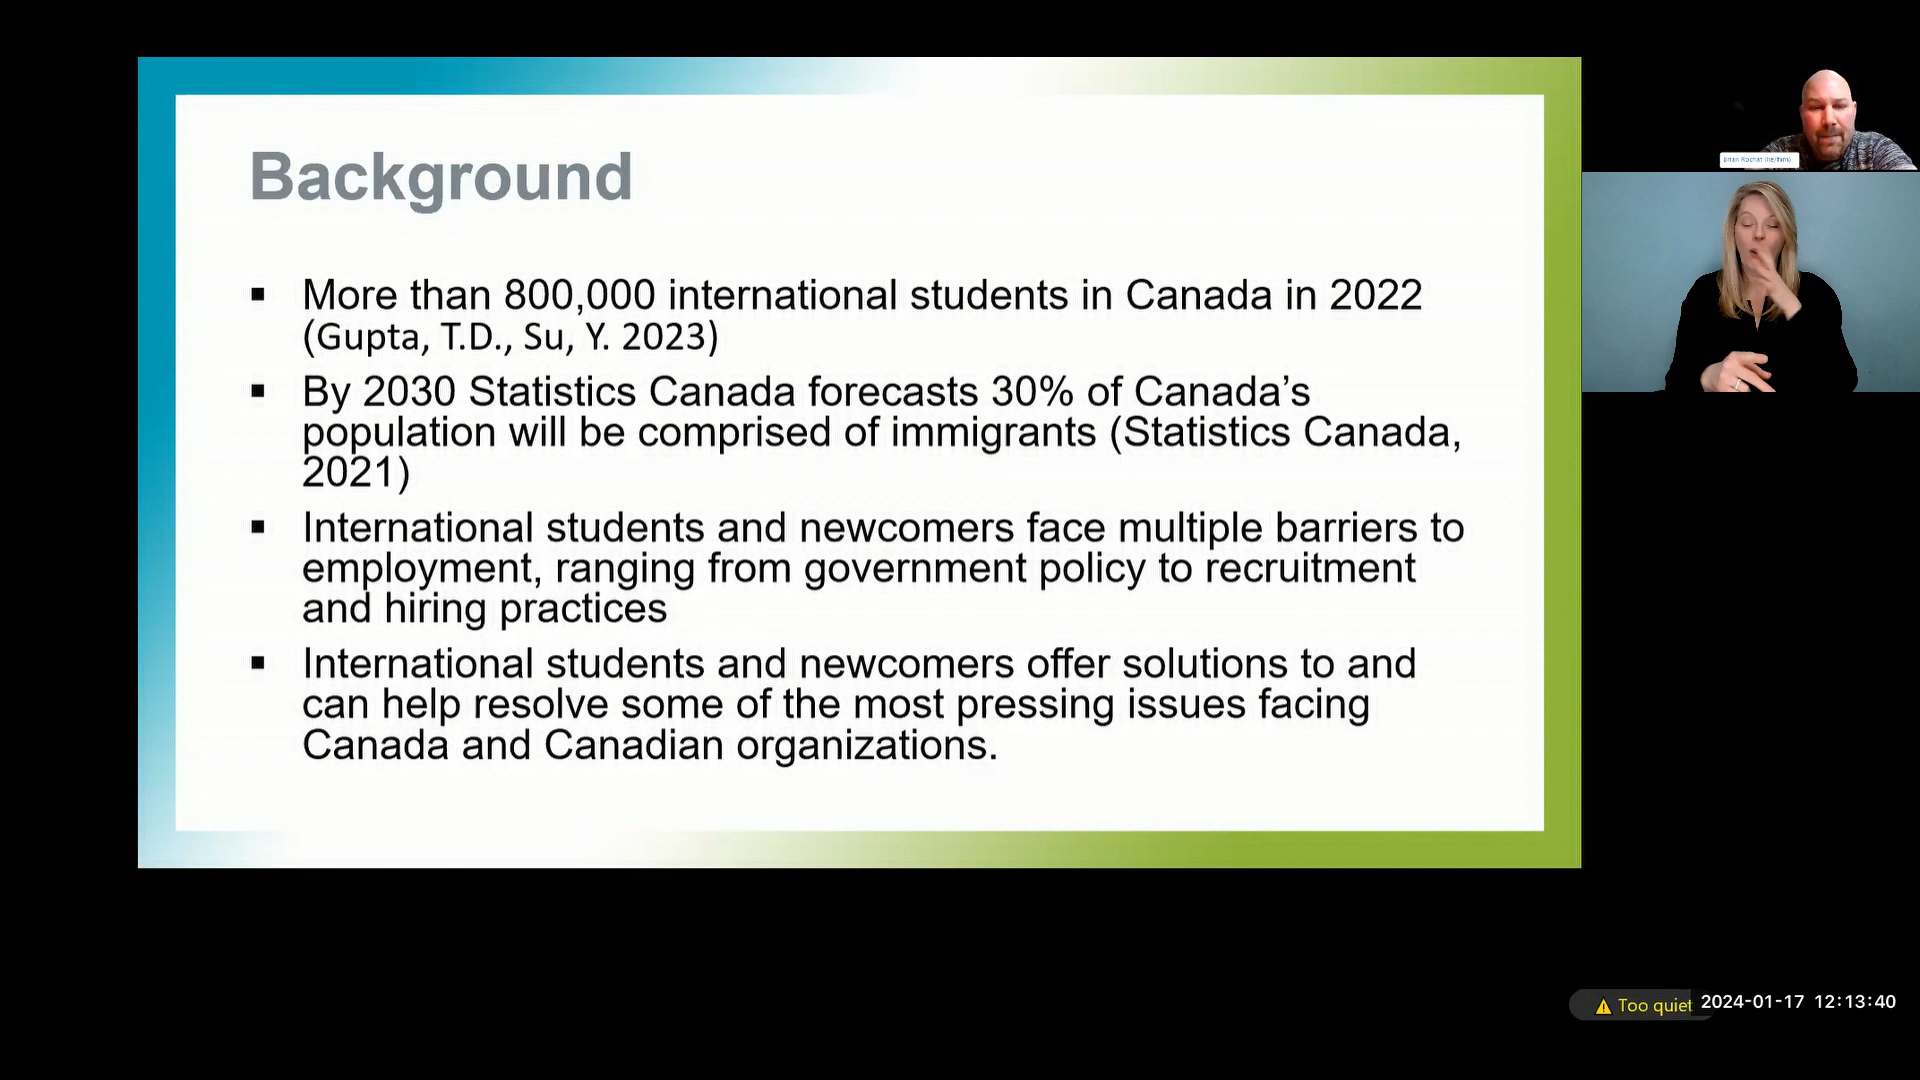 Background
▪ More than 800,000 international students in Canada in 2022
(Gupta, T.D., Su, Y. 2023)
▪ By 2030 Statistics Canada forecasts 30% of Canada’s
population will be comprised of immigrants (Statistics Canada,
2021)
▪ International students and newcomers face multiple barriers to
employment, ranging from government policy to recruitment
and hiring practices
▪ International students and newcomers offer solutions to and
can help resolve some of the most pressing issues facing
Canada and Canadian organizations.
Brian Rochat (he/him)
Too quiet
2024-01-17 12:13:40